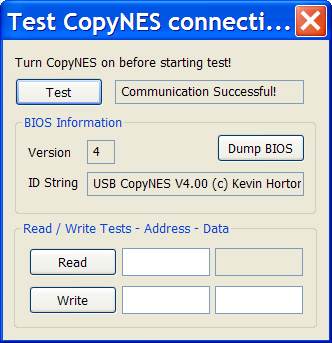 Test CopyNES connecti...
Turn CopyNES on before starting test!
Test Communication Successful!
BIOS Information
Version 4 Dump BIOS
ID String USB CopyNES V4.00 (c) Kevin Horton
Read / Write Tests - Address - Data
Read
Write